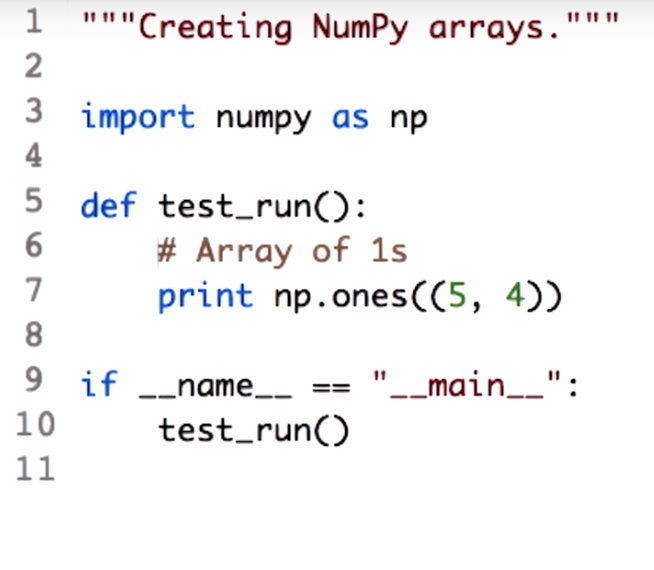 1 """Creating NumPy arrays."""
2
3 import numpy as np
4
5 def test_run():
6     # Array of 1s
7     print np.ones((5, 4))
8
9 if __name__ == "__main__":
10     test_run()
11